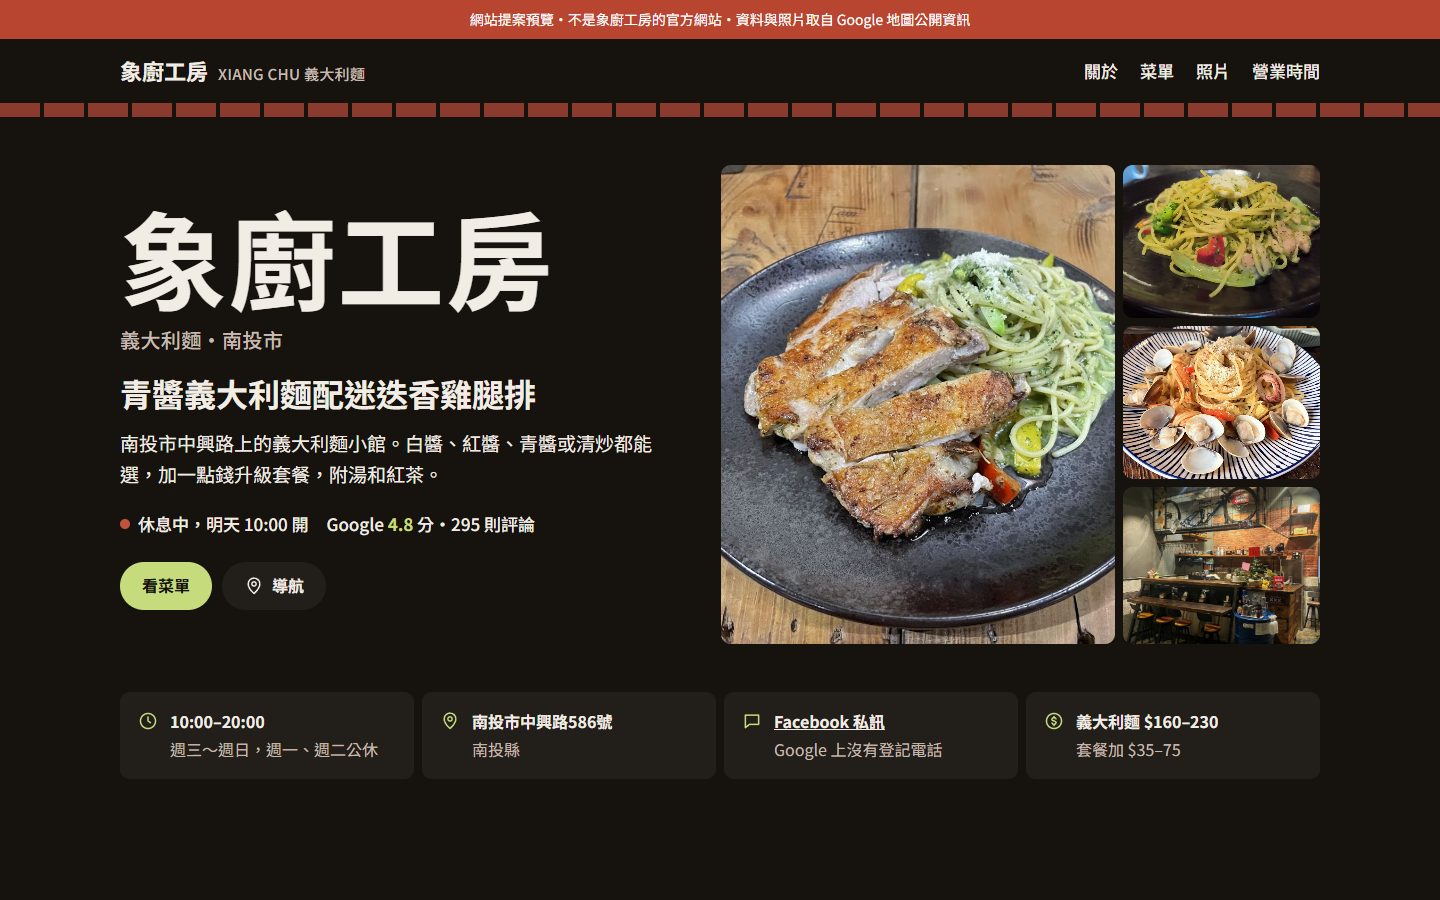 網站提案預覽・不是象廚工房的官方網站・資料與照片取自 Google 地圖公開資訊
象廚工房 XIANG CHU 義大利麵
關於 菜單 照片 營業時間
象廚工房
義大利麵・南投市
青醬義大利麵配迷迭香雞腿排
南投市中興路上的義大利麵小館。白醬、紅醬、青醬或清炒都能
選，加一點錢升級套餐，附湯和紅茶。
休息中，明天 10:00 開 Google 4.8 分・295 則評論
看菜單 導航
10:00–20:00
週三～週日，週一、週二公休
南投市中興路586號
南投縣
Facebook 私訊
Google 上沒有登記電話
義大利麵 $160–230
套餐加 $35–75